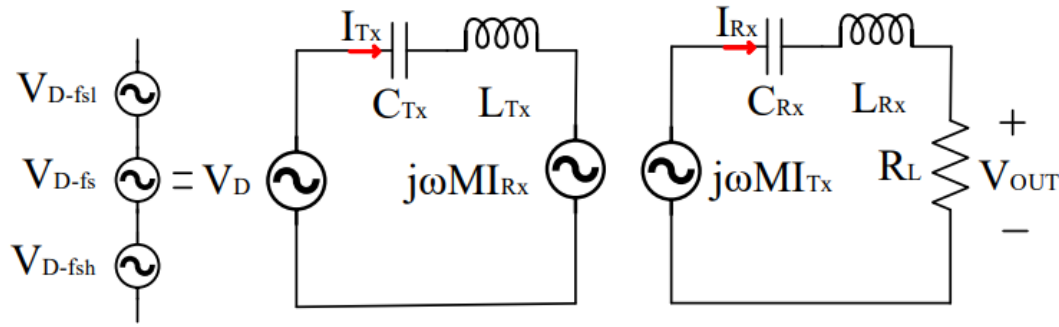 I_Tx
I_Rx
V_D-fsl
C_Tx
L_Tx
C_Rx
L_Rx
+
V_D-fs
=
V_D
jωMI_Rx
jωMI_Tx
R_L
V_OUT
−
V_D-fsh